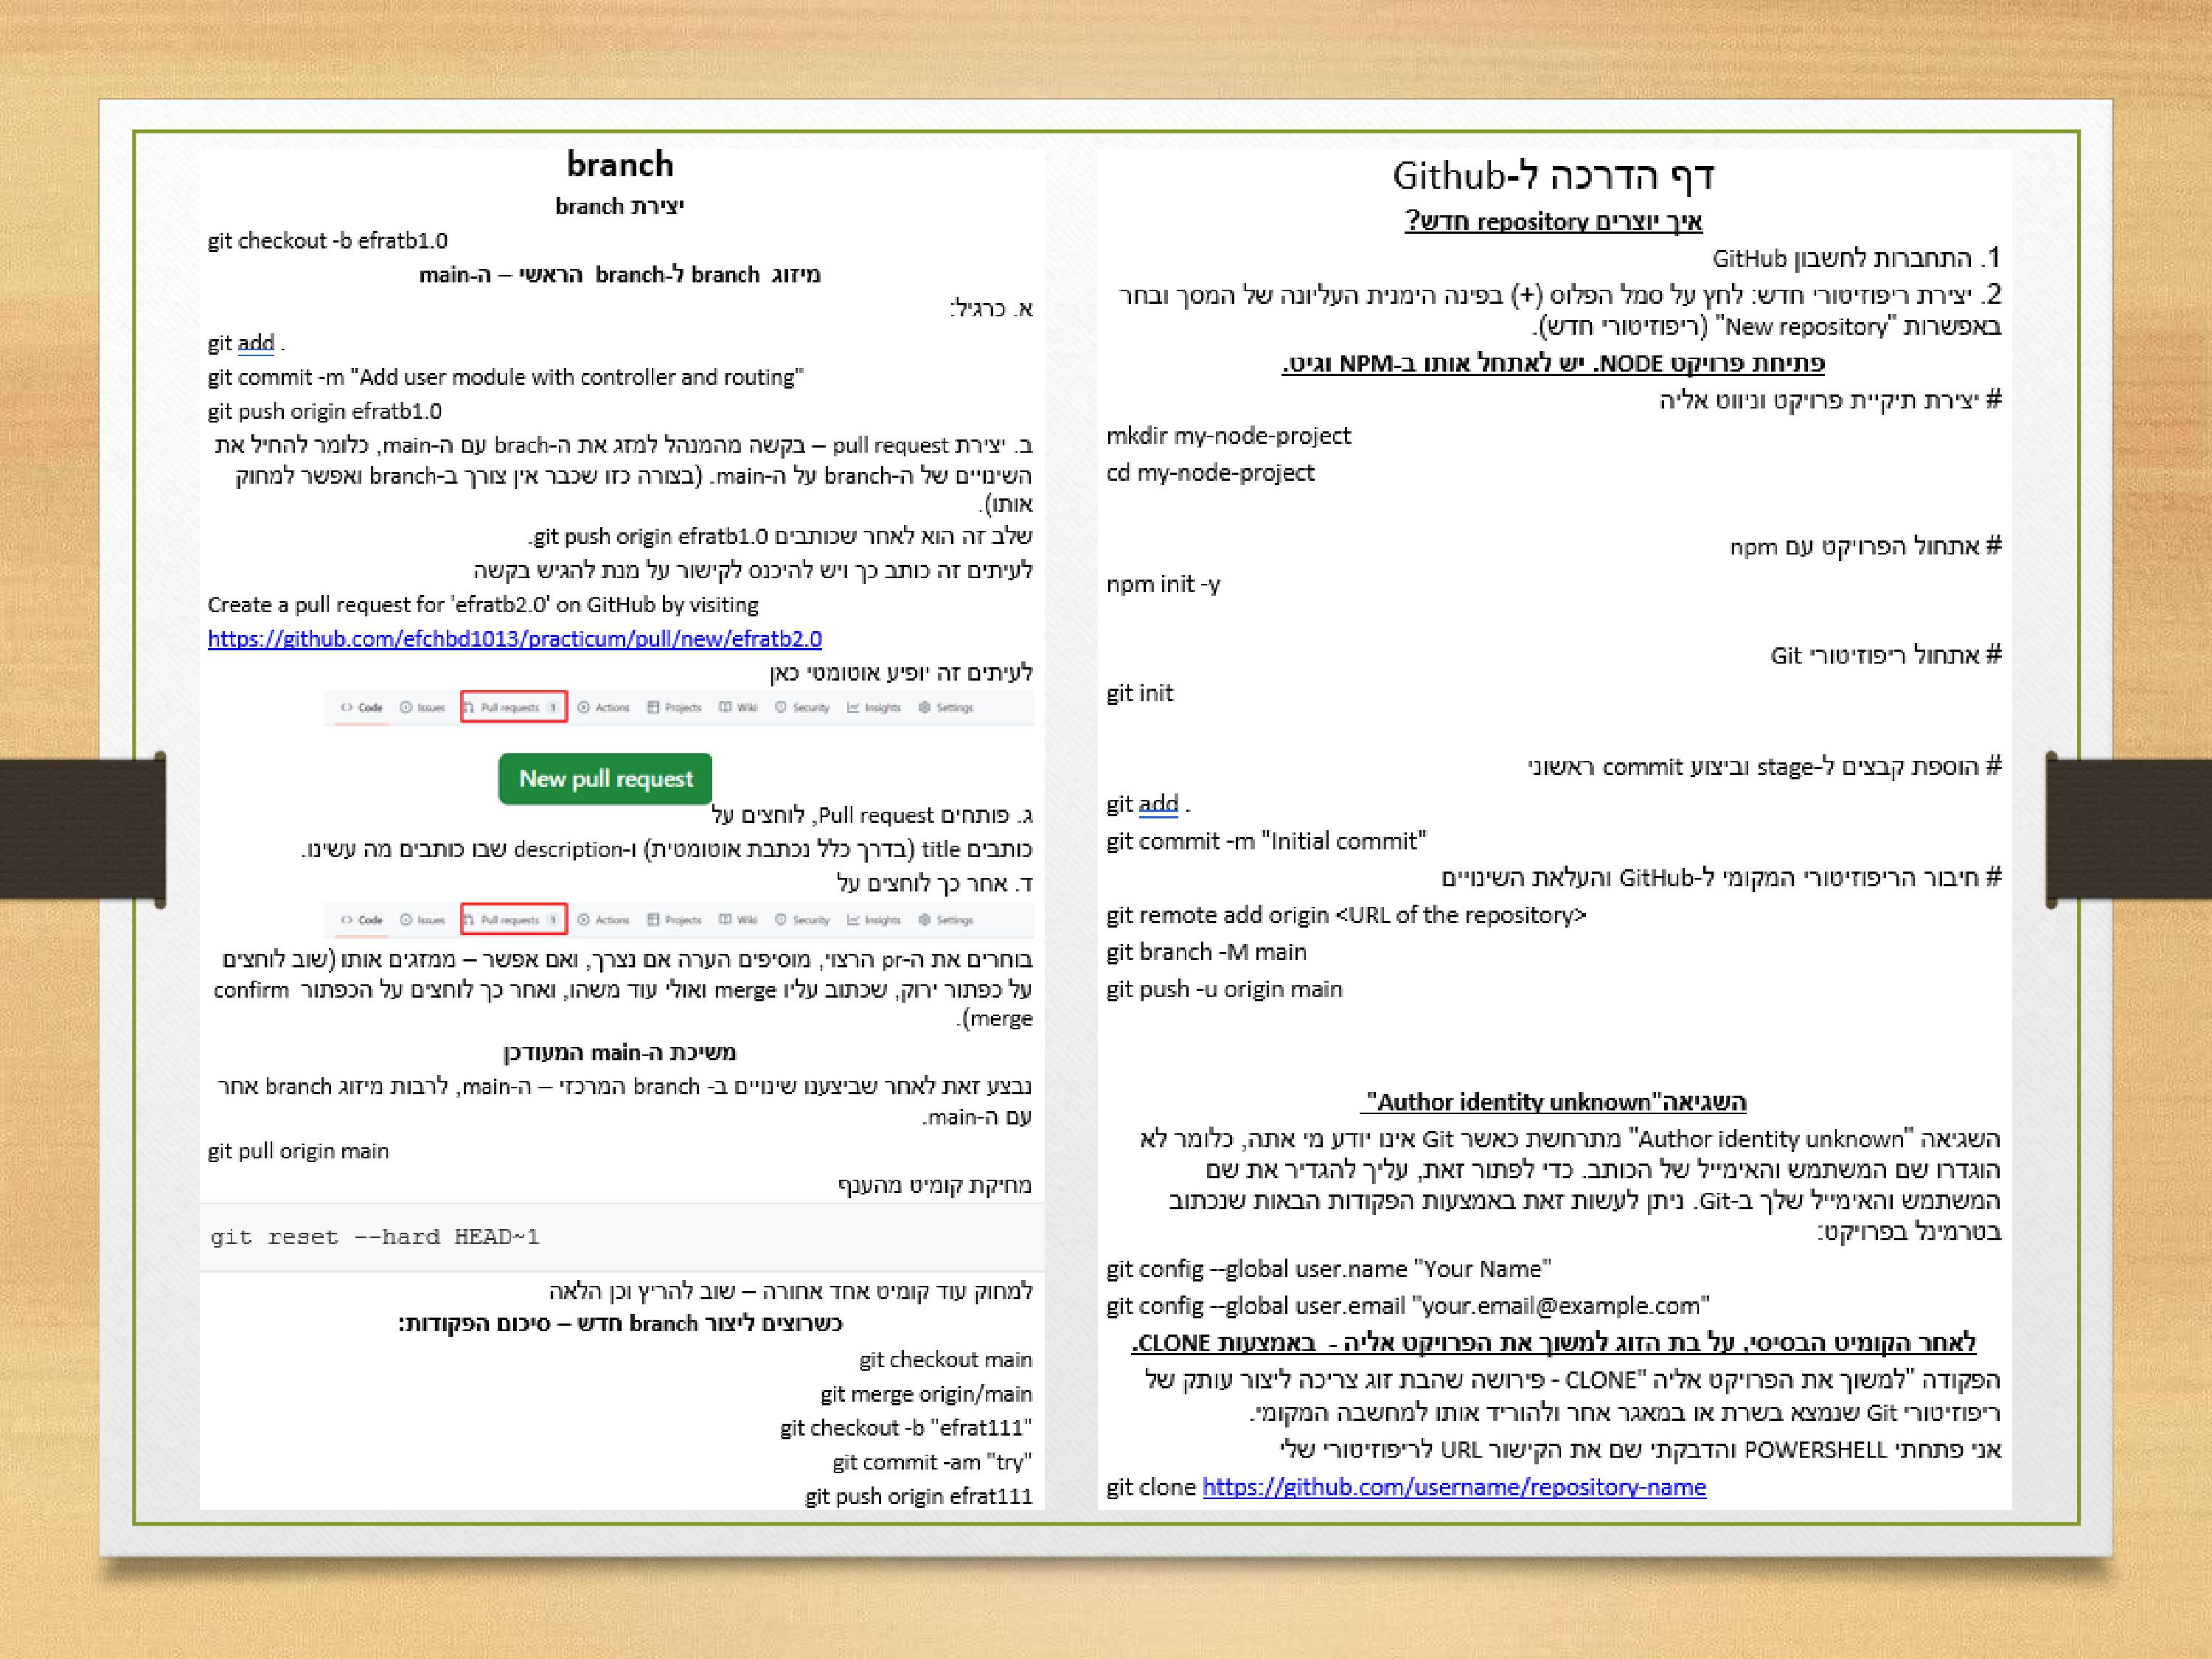 דף הדרכה ל-Github
איך יוצרים repository חדש?
1. התחברות לחשבון GitHub
2. יצירת ריפוזיטורי חדש: לחץ על סמל הפלוס (+) בפינה הימנית העליונה של המסך ובחר
באפשרות "New repository" (ריפוזיטורי חדש).
פתיחת פרויקט NODE. יש לאתחל אותו ב-NPM וגיט.
# יצירת תיקיית פרויקט וניווט אליה
mkdir my-node-project
cd my-node-project
# אתחול הפרויקט עם npm
npm init -y
# אתחול ריפוזיטורי Git
git init
# הוספת קבצים ל-stage וביצוע commit ראשוני
git add .
git commit -m "Initial commit"
# חיבור הריפוזיטורי המקומי ל-GitHub והעלאת השינויים
git remote add origin <URL of the repository>
git branch -M main
git push -u origin main
השגיאה"Author identity unknown"
השגיאה "Author identity unknown" מתרחשת כאשר Git אינו יודע מי אתה, כלומר לא
הוגדרו שם המשתמש והאימייל של הכותב. כדי לפתור זאת, עליך להגדיר את שם
המשתמש והאימייל שלך ב-Git. ניתן לעשות זאת באמצעות הפקודות הבאות שנכתוב
בטרמינל בפרויקט:
git config --global user.name "Your Name"
git config --global user.email "your.email@example.com"
לאחר הקומיט הבסיסי, על בת הזוג למשוך את הפרויקט אליה - באמצעות CLONE.
הפקודה "למשוך את הפרויקט אליה "CLONE - פירושה שהבת זוג צריכה ליצור עותק של
ריפוזיטורי Git שנמצא בשרת או במאגר אחר ולהוריד אותו למחשבה המקומי.
אני פתחתי POWERSHELL והדבקתי שם את הקישור URL לריפוזיטורי שלי
git clone https://github.com/username/repository-name
branch
יצירת branch
git checkout -b efratb1.0
מיזוג branch ל-branch הראשי – ה-main
א. כרגיל:
git add .
git commit -m "Add user module with controller and routing"
git push origin efratb1.0
ב. יצירת pull request – בקשה מהמנהל למזג את ה-brach עם ה-main, כלומר להחיל את
השינויים של ה-branch על ה-main. (בצורה כזו שכבר אין צורך ב-branch ואפשר למחוק
אותו).
שלב זה הוא לאחר שכותבים git push origin efratb1.0.
לעיתים זה כותב כך ויש להיכנס לקישור על מנת להגיש בקשה
Create a pull request for 'efratb2.0' on GitHub by visiting
https://github.com/efchbd1013/practicum/pull/new/efratb2.0
לעיתים זה יופיע אוטומטי כאן
Code Issues Pull requests 1 Actions Projects Wiki Security Insights Settings
New pull request
ג. פותחים Pull request, לוחצים על
כותבים title (בדרך כלל נכתבת אוטומטית) ו-description שבו כותבים מה עשינו.
ד. אחר כך לוחצים על
Code Issues Pull requests 1 Actions Projects Wiki Security Insights Settings
בוחרים את ה-pr הרצוי, מוסיפים הערה אם נצרך, ואם אפשר – ממזגים אותו (שוב לוחצים
על כפתור ירוק, שכתוב עליו merge ואולי עוד משהו, ואחר כך לוחצים על הכפתור confirm
merge).
משיכת ה-main המעודכן
נבצע זאת לאחר שביצענו שינויים ב- branch המרכזי – ה-main, לרבות מיזוג branch אחר
עם ה-main.
git pull origin main
מחיקת קומיט מהענף
git reset --hard HEAD~1
למחוק עוד קומיט אחד אחורה – שוב להריץ וכן הלאה
כשרוצים ליצור branch חדש – סיכום הפקודות:
git checkout main
git merge origin/main
git checkout -b "efrat111"
git commit -am "try"
git push origin efrat111